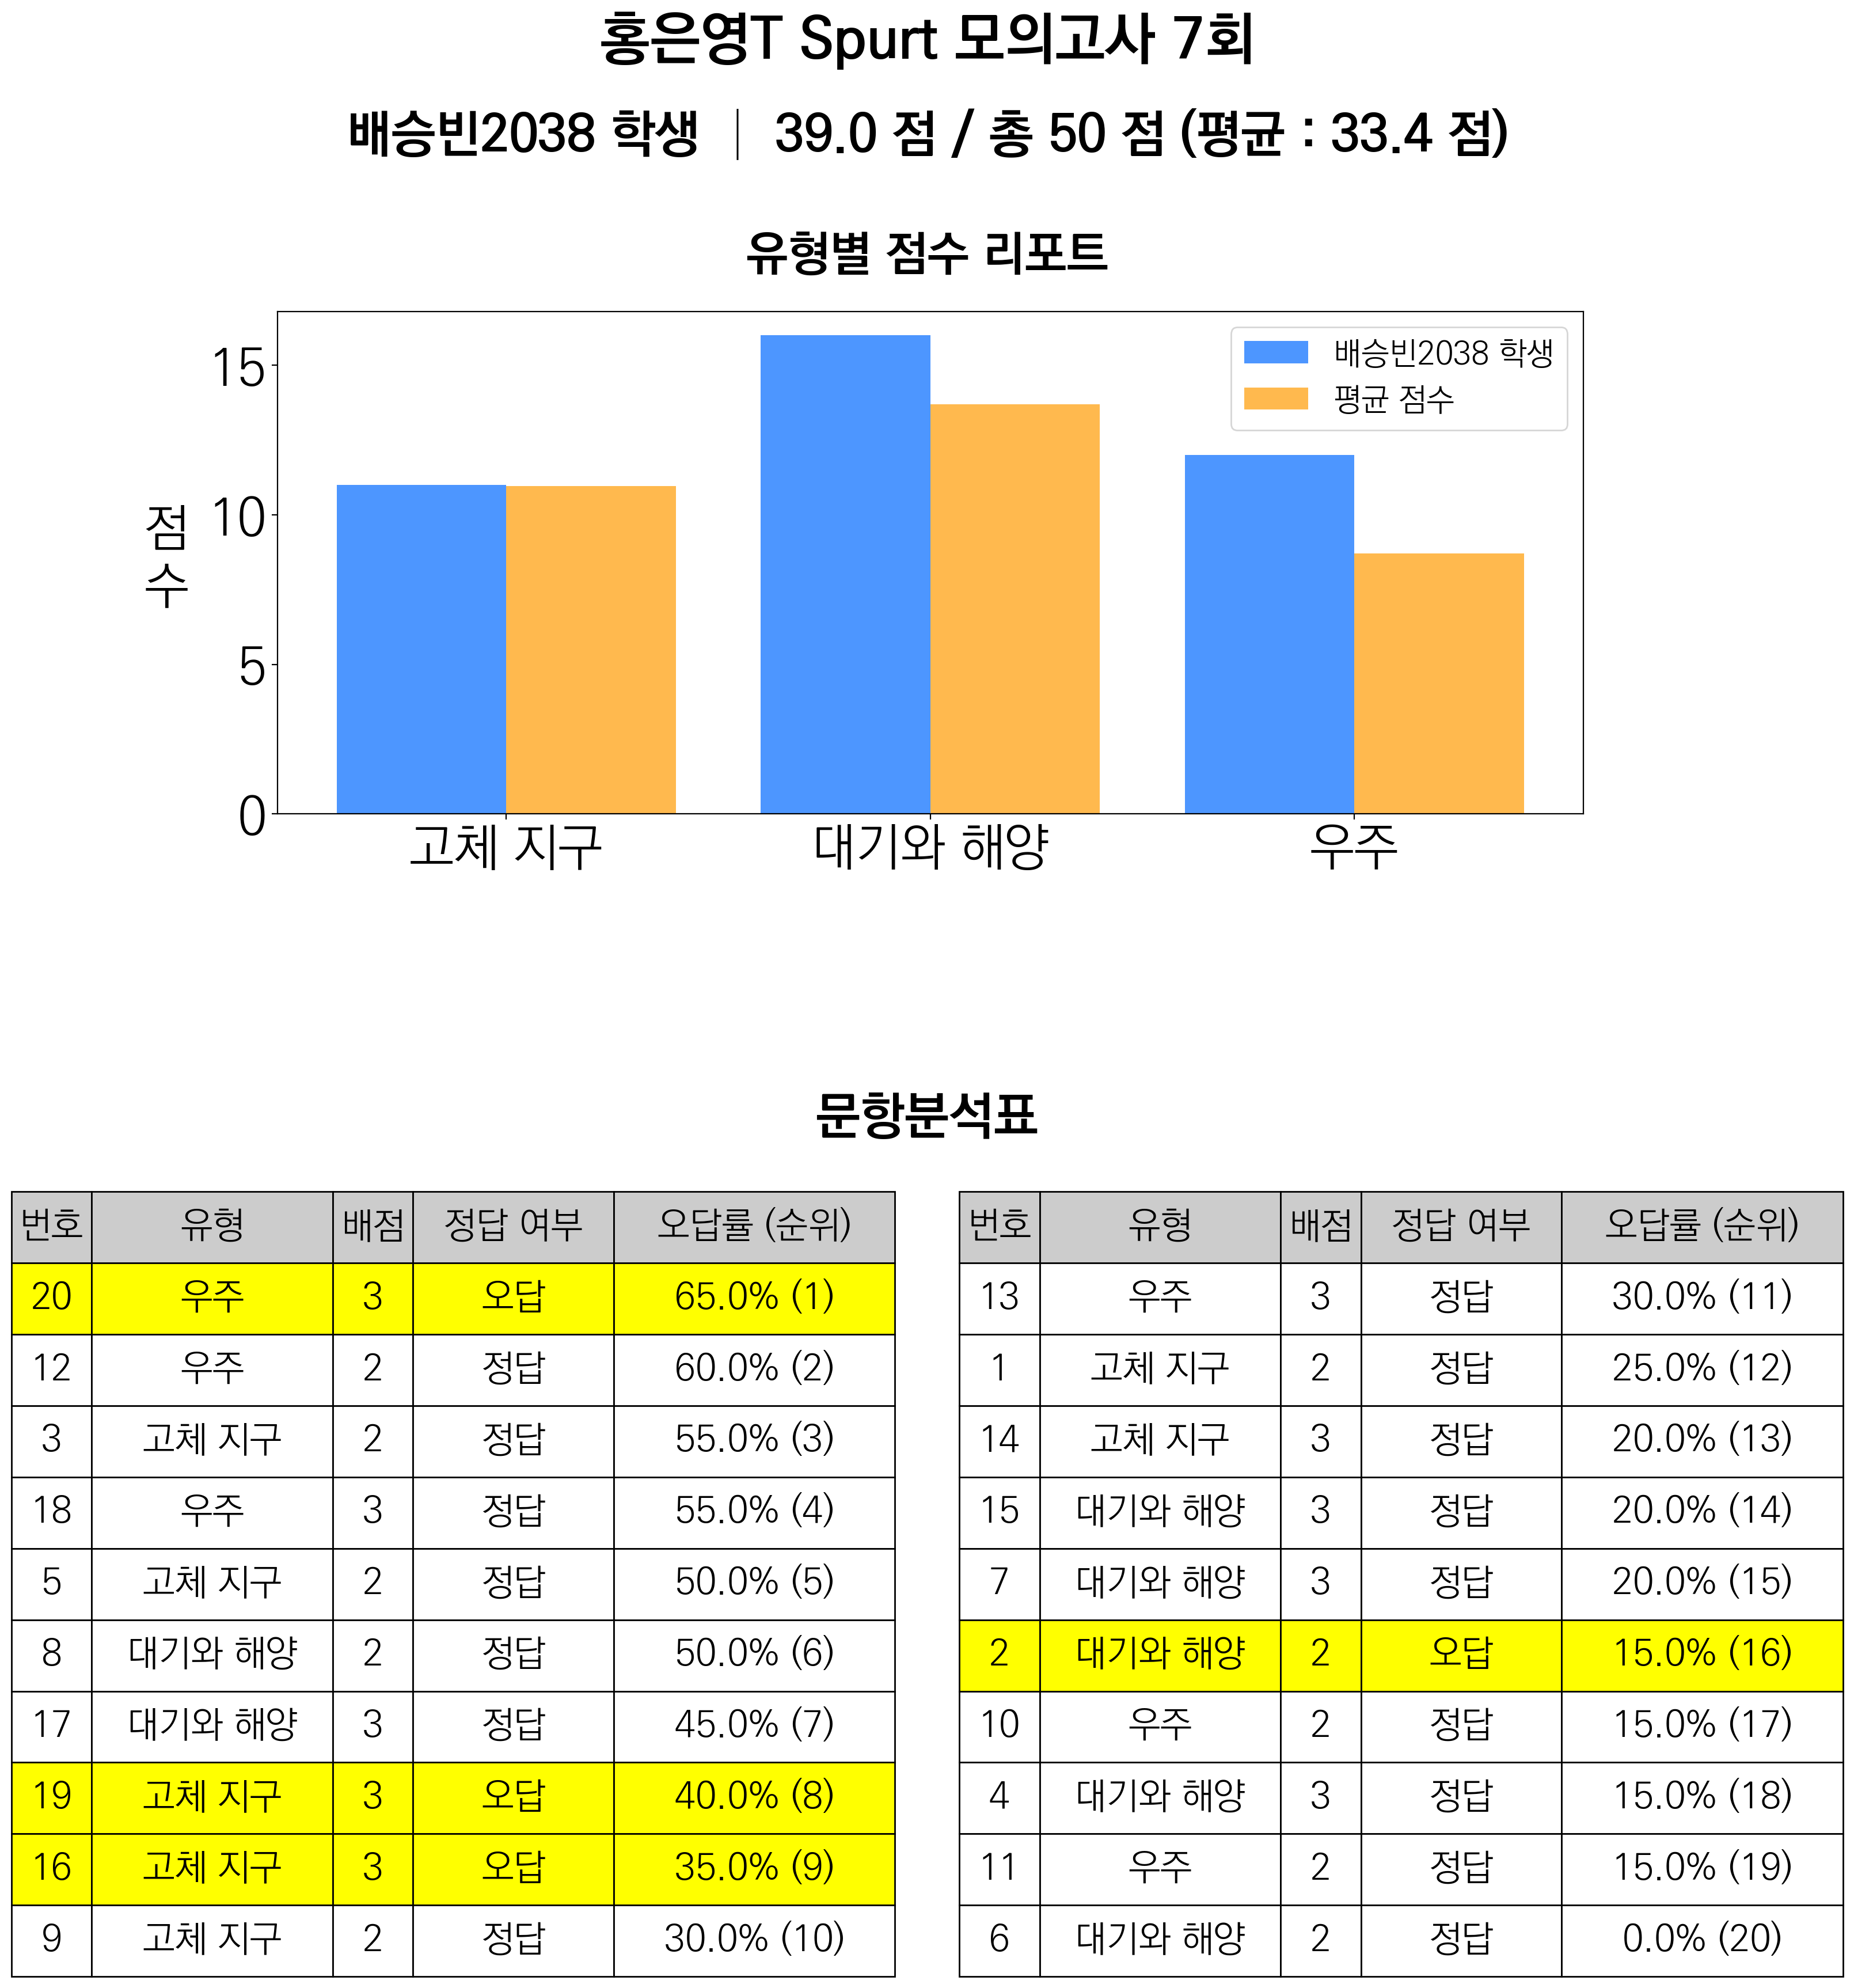 홍은영T Spurt 모의고사 7회
배승빈2038 학생 | 39.0 점 / 총 50 점 (평균 : 33.4 점)
유형별 점수 리포트
배승빈2038 학생
평균 점수
점수
15
10
5
0
고체 지구 대기와 해양 우주
문항분석표
번호 유형 배점 정답 여부 오답률 (순위)
20 우주 3 오답 65.0% (1)
12 우주 2 정답 60.0% (2)
3 고체 지구 2 정답 55.0% (3)
18 우주 3 정답 55.0% (4)
5 고체 지구 2 정답 50.0% (5)
8 대기와 해양 2 정답 50.0% (6)
17 대기와 해양 3 정답 45.0% (7)
19 고체 지구 3 오답 40.0% (8)
16 고체 지구 3 오답 35.0% (9)
9 고체 지구 2 정답 30.0% (10)
번호 유형 배점 정답 여부 오답률 (순위)
13 우주 3 정답 30.0% (11)
1 고체 지구 2 정답 25.0% (12)
14 고체 지구 3 정답 20.0% (13)
15 대기와 해양 3 정답 20.0% (14)
7 대기와 해양 3 정답 20.0% (15)
2 대기와 해양 2 오답 15.0% (16)
10 우주 2 정답 15.0% (17)
4 대기와 해양 3 정답 15.0% (18)
11 우주 2 정답 15.0% (19)
6 대기와 해양 2 정답 0.0% (20)